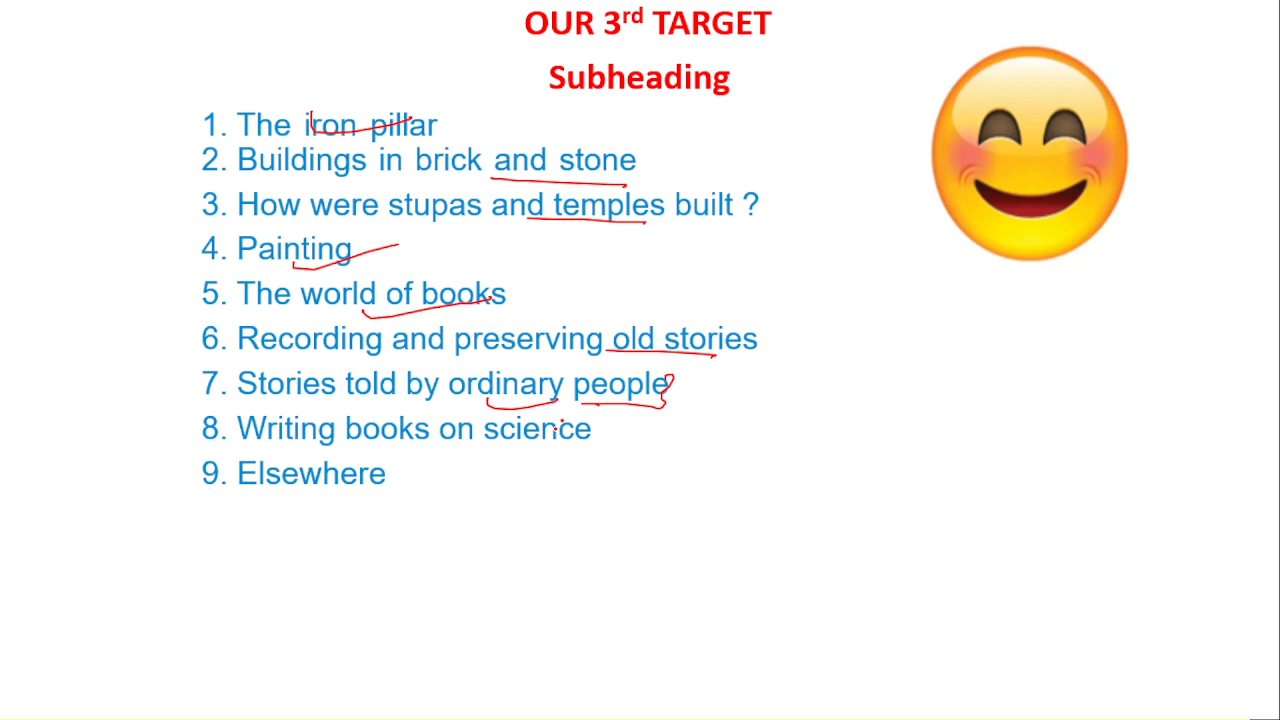 OUR 3rd TARGET
Subheading
1. The iron pillar
2. Buildings in brick and stone
3. How were stupas and temples built ?
4. Painting
5. The world of books
6. Recording and preserving old stories
7. Stories told by ordinary people
8. Writing books on science
9. Elsewhere